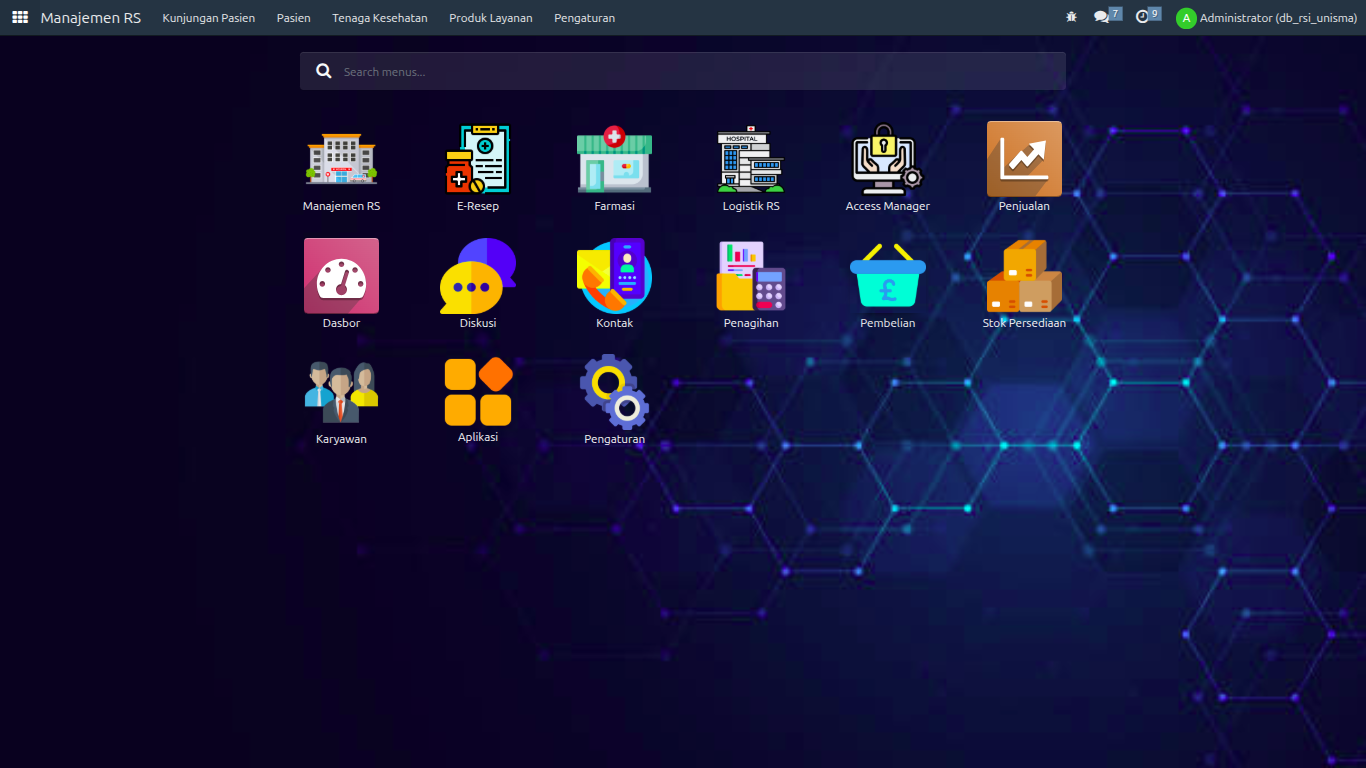 Manajemen RS Kunjungan Pasien Pasien Tenaga Kesehatan Produk Layanan Pengaturan 7 9 A Administrator (db_rsi_unisma)
Search menus...
HOSPITAL
Manajemen RS E-Resep Farmasi Logistik RS Access Manager Penjualan
£
Dasbor Diskusi Kontak Penagihan Pembelian Stok Persediaan
Karyawan Aplikasi Pengaturan